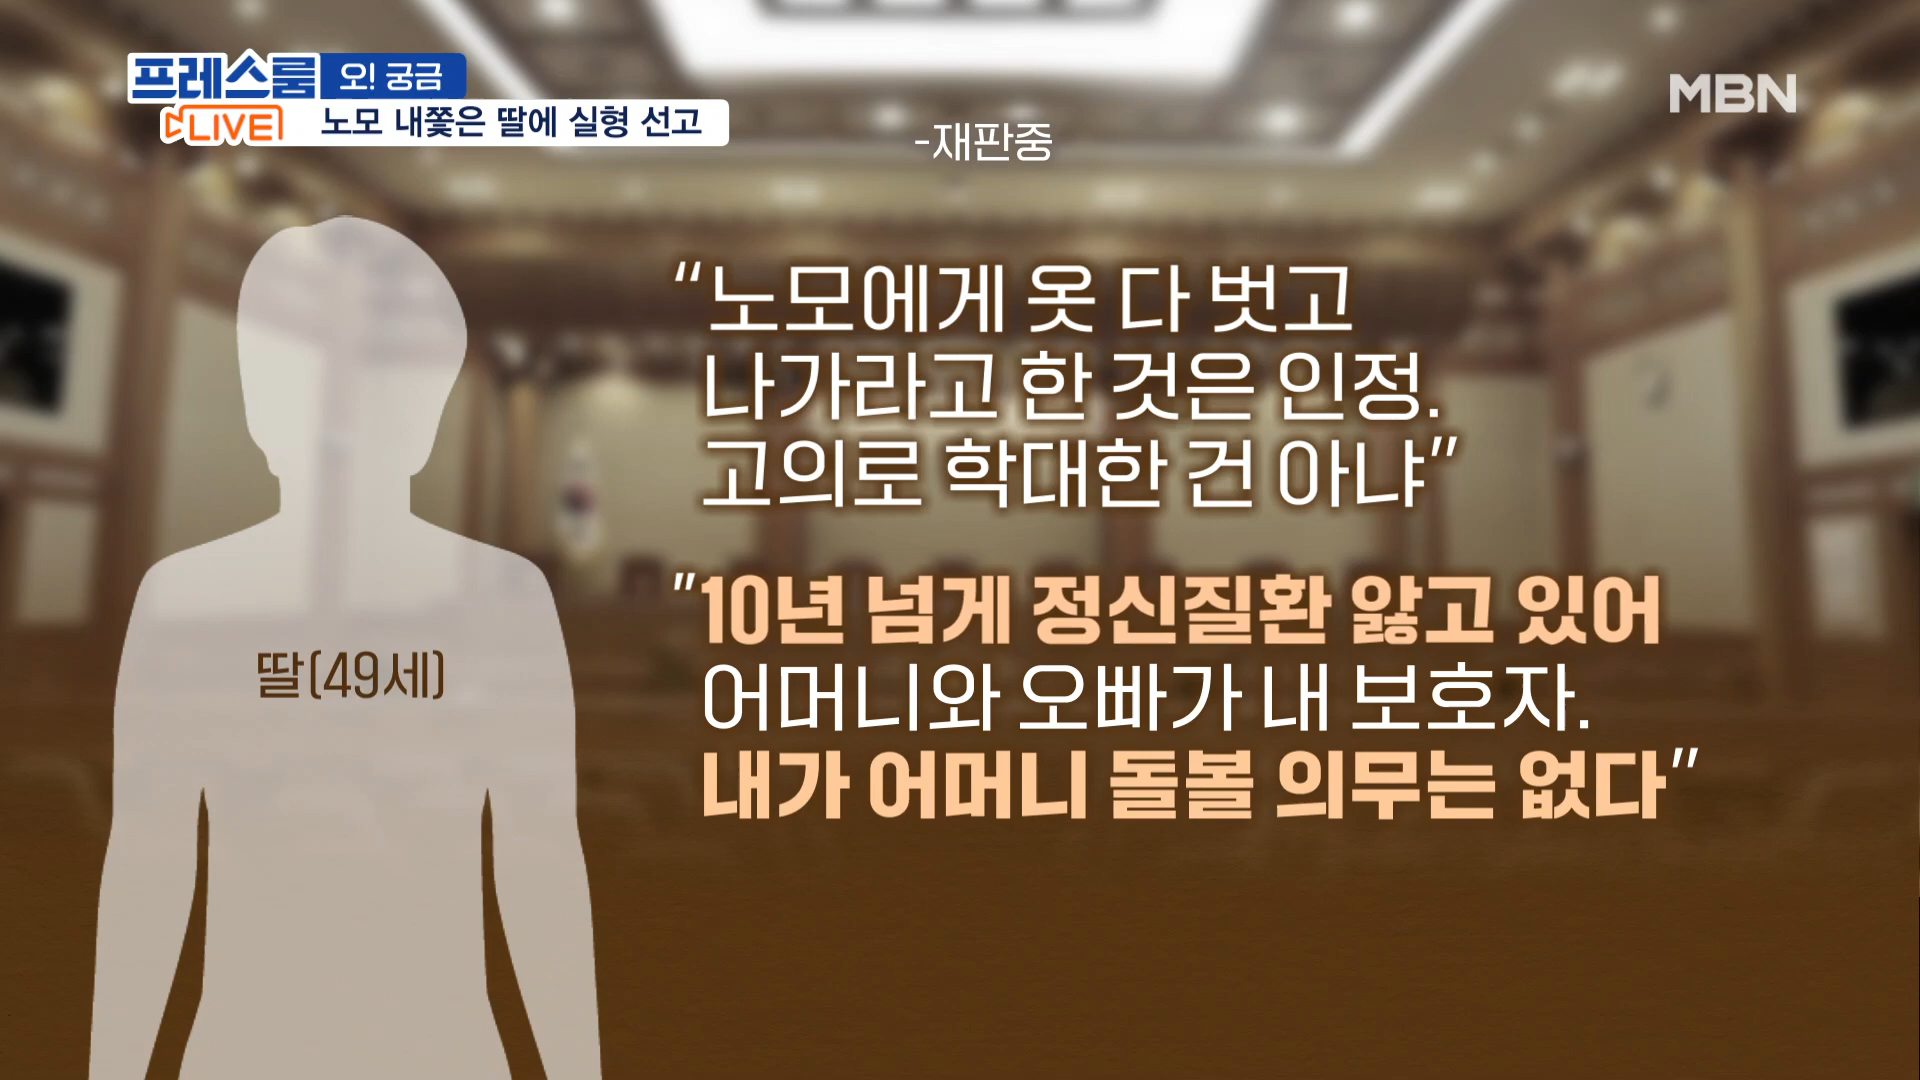 프레스룸 오! 궁금
LIVE! 노모 내쫓은 딸에 실형 선고
MBN
-재판중
“노모에게 옷 다 벗고
나가라고 한 것은 인정.
고의로 학대한 건 아냐”
"10년 넘게 정신질환 앓고 있어
어머니와 오빠가 내 보호자.
내가 어머니 돌볼 의무는 없다"
딸(49세)